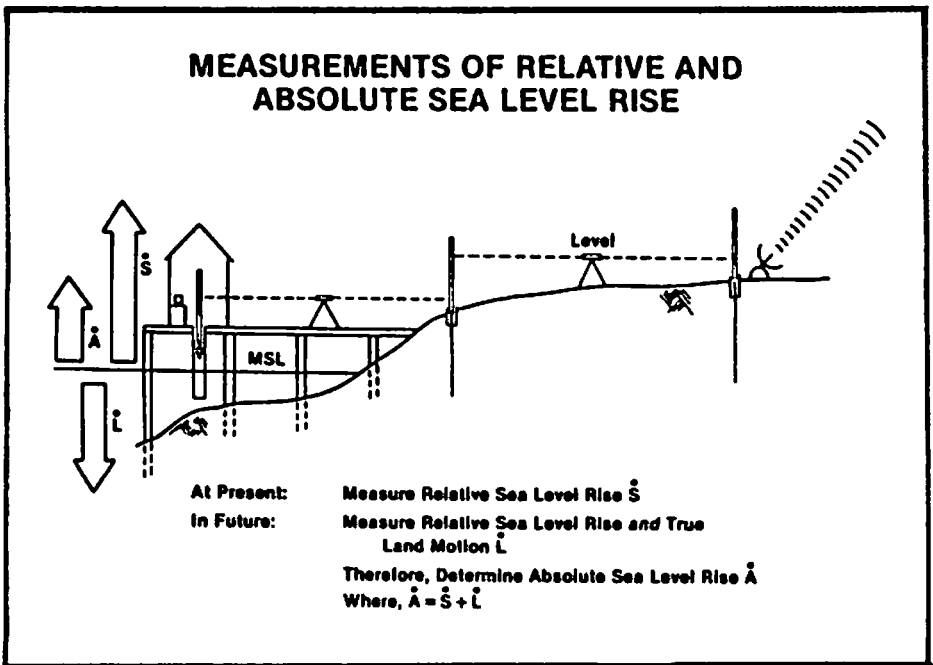 MEASUREMENTS OF RELATIVE AND
ABSOLUTE SEA LEVEL RISE
Level
Ṡ
Ȧ
MSL
L̇
At Present: Measure Relative Sea Level Rise Ṡ
In Future: Measure Relative Sea Level Rise and True
Land Motion L̇
Therefore, Determine Absolute Sea Level Rise Ȧ
Where, Ȧ = Ṡ + L̇